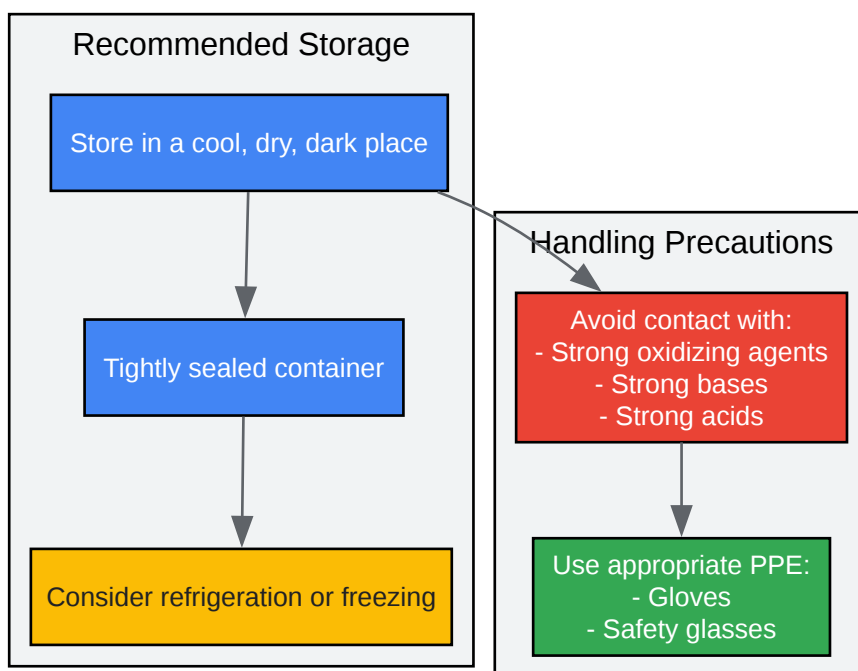 Recommended Storage
Store in a cool, dry, dark place
Tightly sealed container
Consider refrigeration or freezing
Handling Precautions
Avoid contact with:
- Strong oxidizing agents
- Strong bases
- Strong acids
Use appropriate PPE:
- Gloves
- Safety glasses